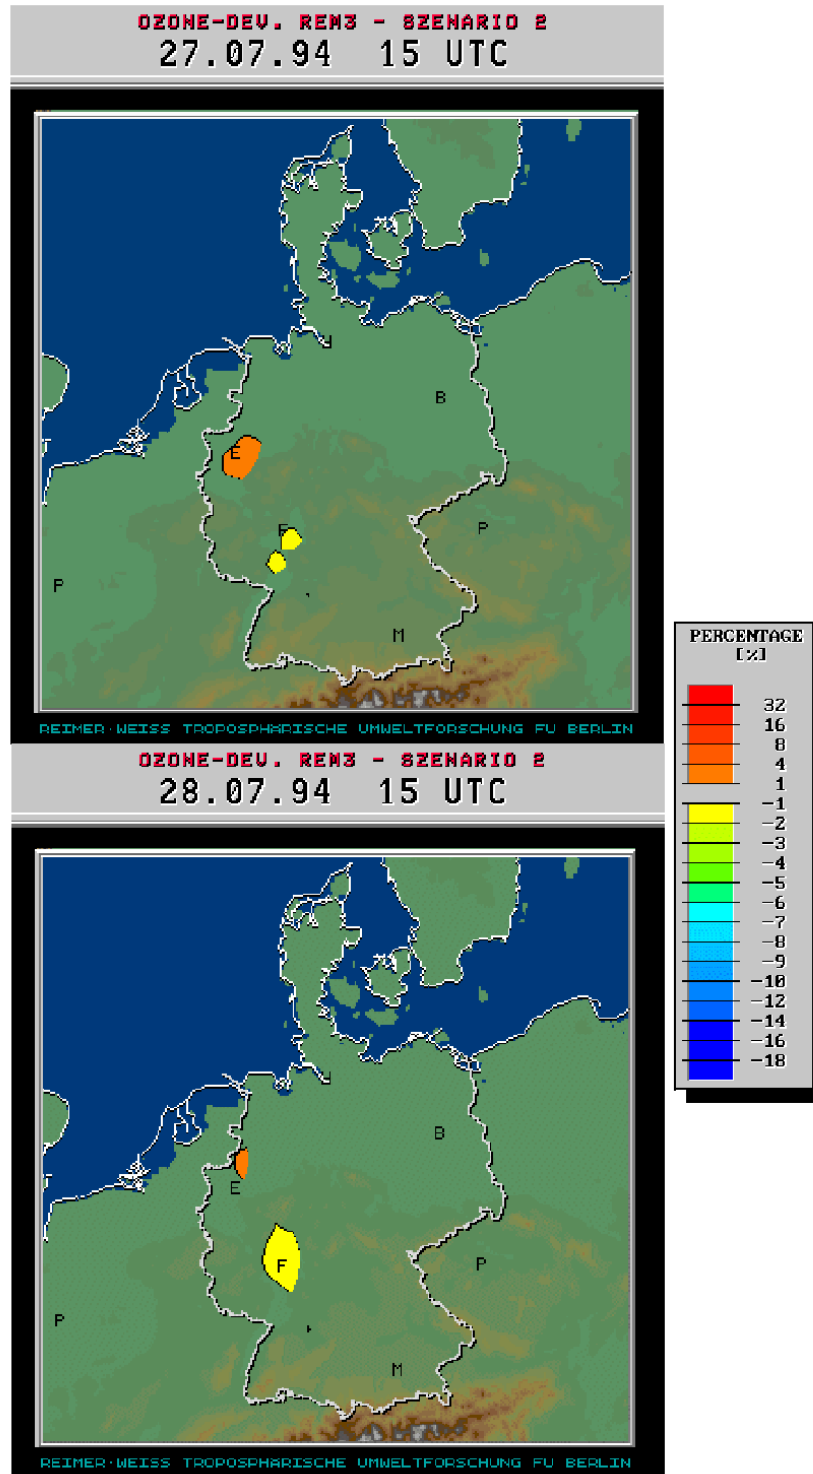 OZONE-DEV. REM3 - SZENARIO 2
27.07.94 15 UTC
B
E
F
P
P
M
REIMER·WEISS TROPOSPHÄRISCHE UMWELTFORSCHUNG FU BERLIN
OZONE-DEV. REM3 - SZENARIO 2
28.07.94 15 UTC
B
E
F
P
P
M
REIMER·WEISS TROPOSPHÄRISCHE UMWELTFORSCHUNG FU BERLIN
PERCENTAGE
[%]
32
16
8
4
1
-1
-2
-3
-4
-5
-6
-7
-8
-9
-10
-12
-14
-16
-18